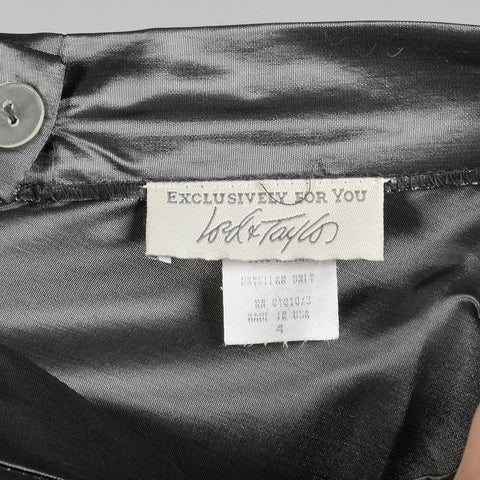 EXCLUSIVELY FOR YOU
Lord & Taylor
DRYCLEAN ONLY
MADE IN USA
4